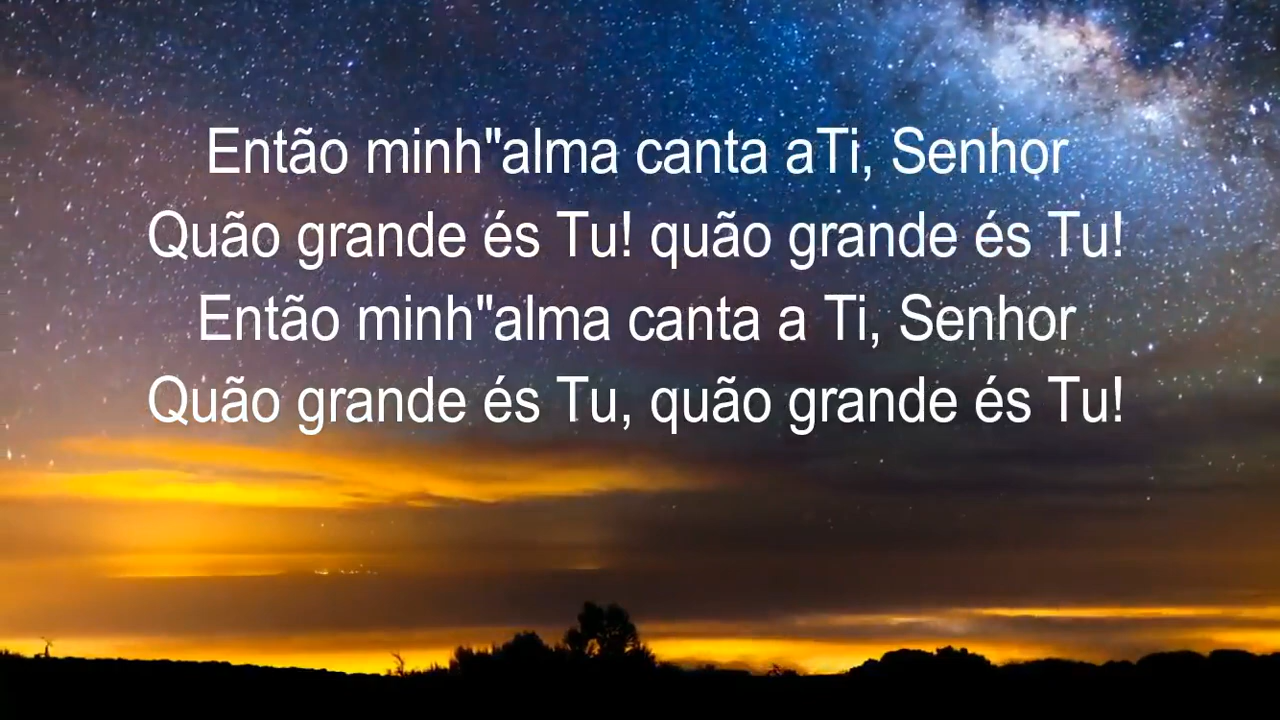 Então minh"alma canta aTi, Senhor
Quão grande és Tu! quão grande és Tu!
Então minh"alma canta a Ti, Senhor
Quão grande és Tu, quão grande és Tu!